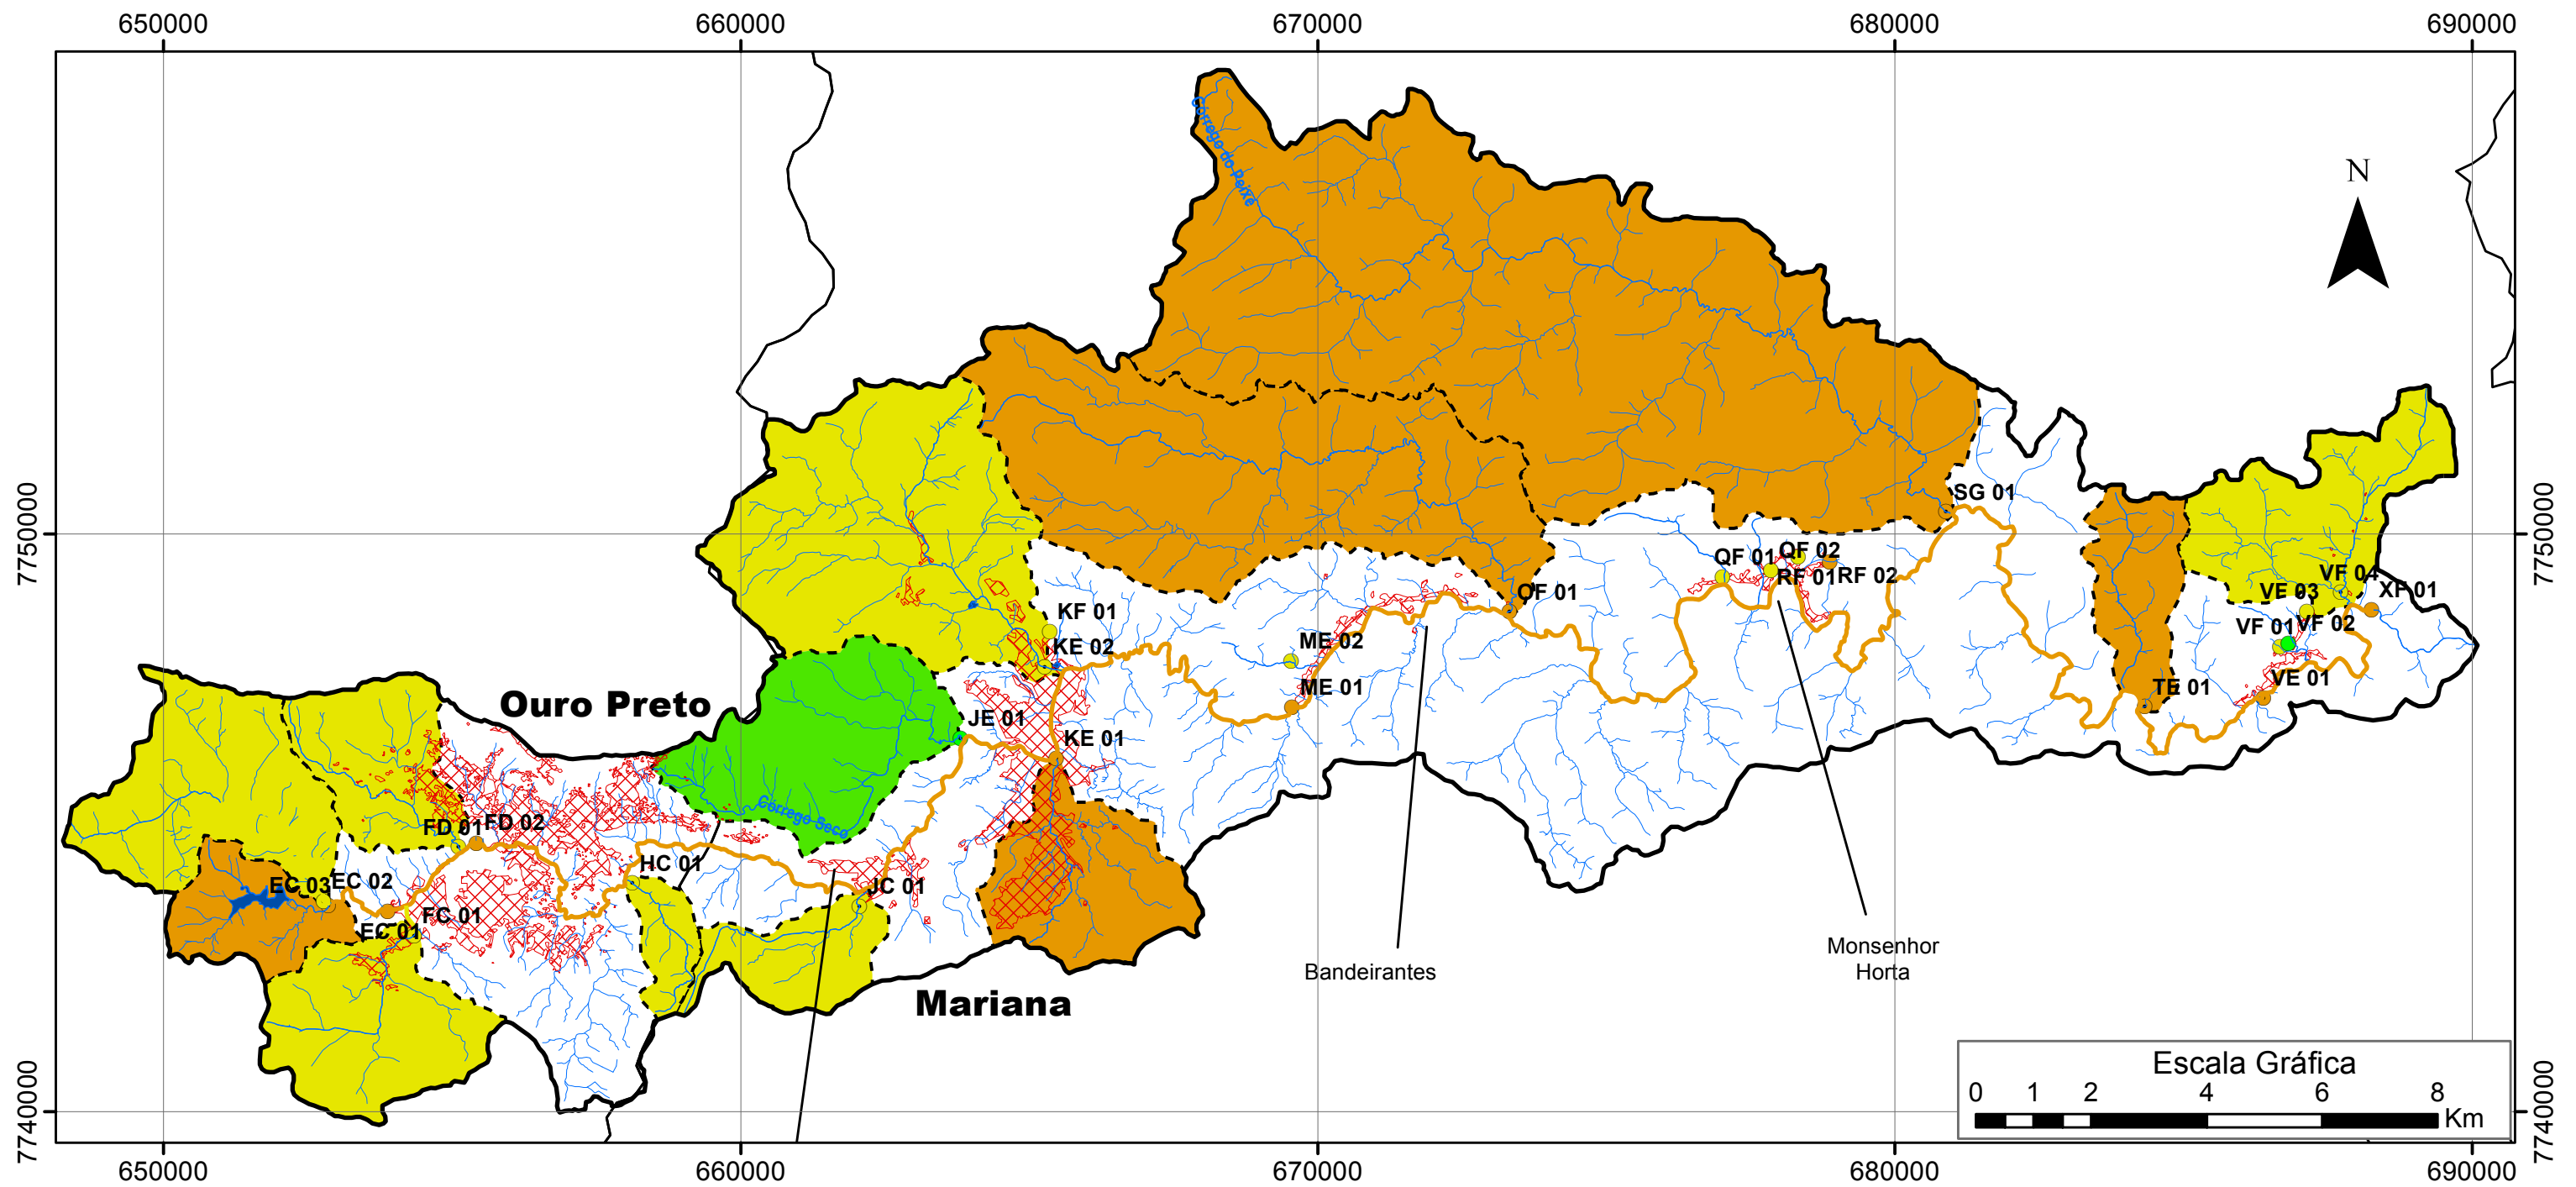 650000
660000
670000
680000
690000
Córrego do Peixe
N
7750000
7750000
SG 01
QF 01
QF 02
RF 01
RF 02
VF 04
VE 03
XF 01
OF 01
KF 01
VF 01
VF 02
ME 02
KE 02
VE 01
TE 01
ME 01
Ouro Preto
JE 01
KE 01
Córrego Seco
FD 01
FD 02
HC 01
EC 03
EC 02
JC 01
FC 01
EC 01
Monsenhor
Horta
Bandeirantes
Mariana
Escala Gráfica
0 1 2 4 6 8
Km
7740000
7740000
650000
660000
670000
680000
690000